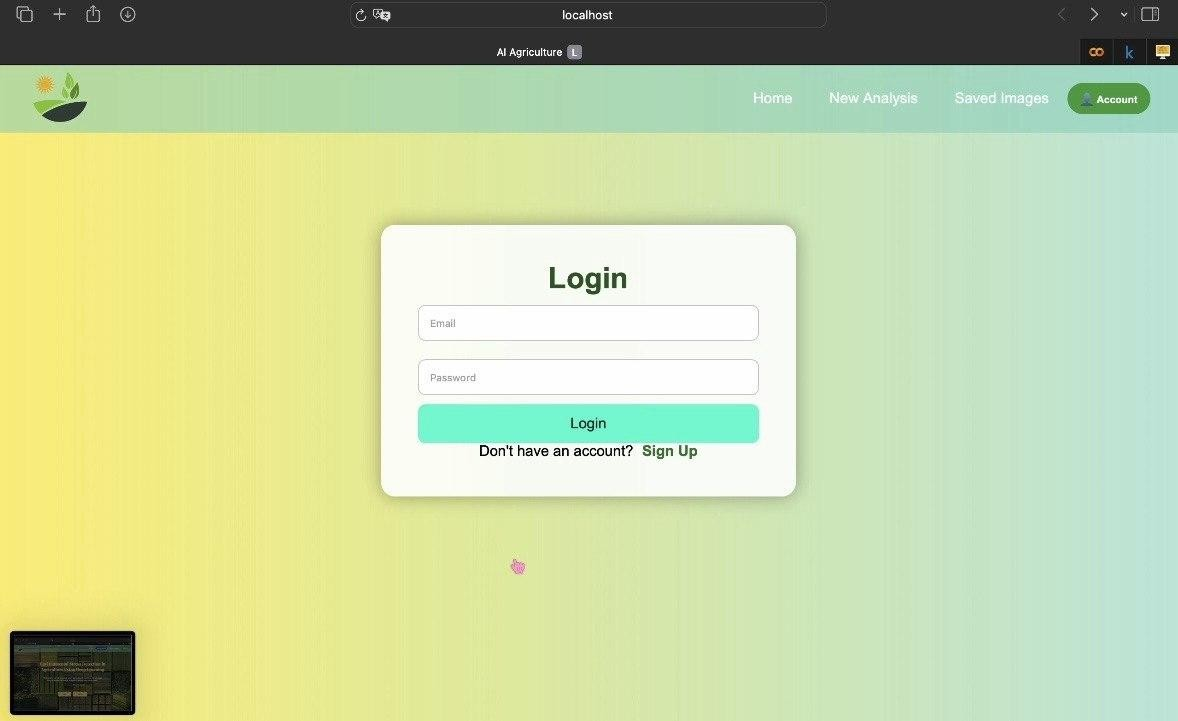 localhost
AI Agriculture L
k
Home New Analysis Saved Images Account
Login
Email
Password
Login
Don't have an account? Sign Up